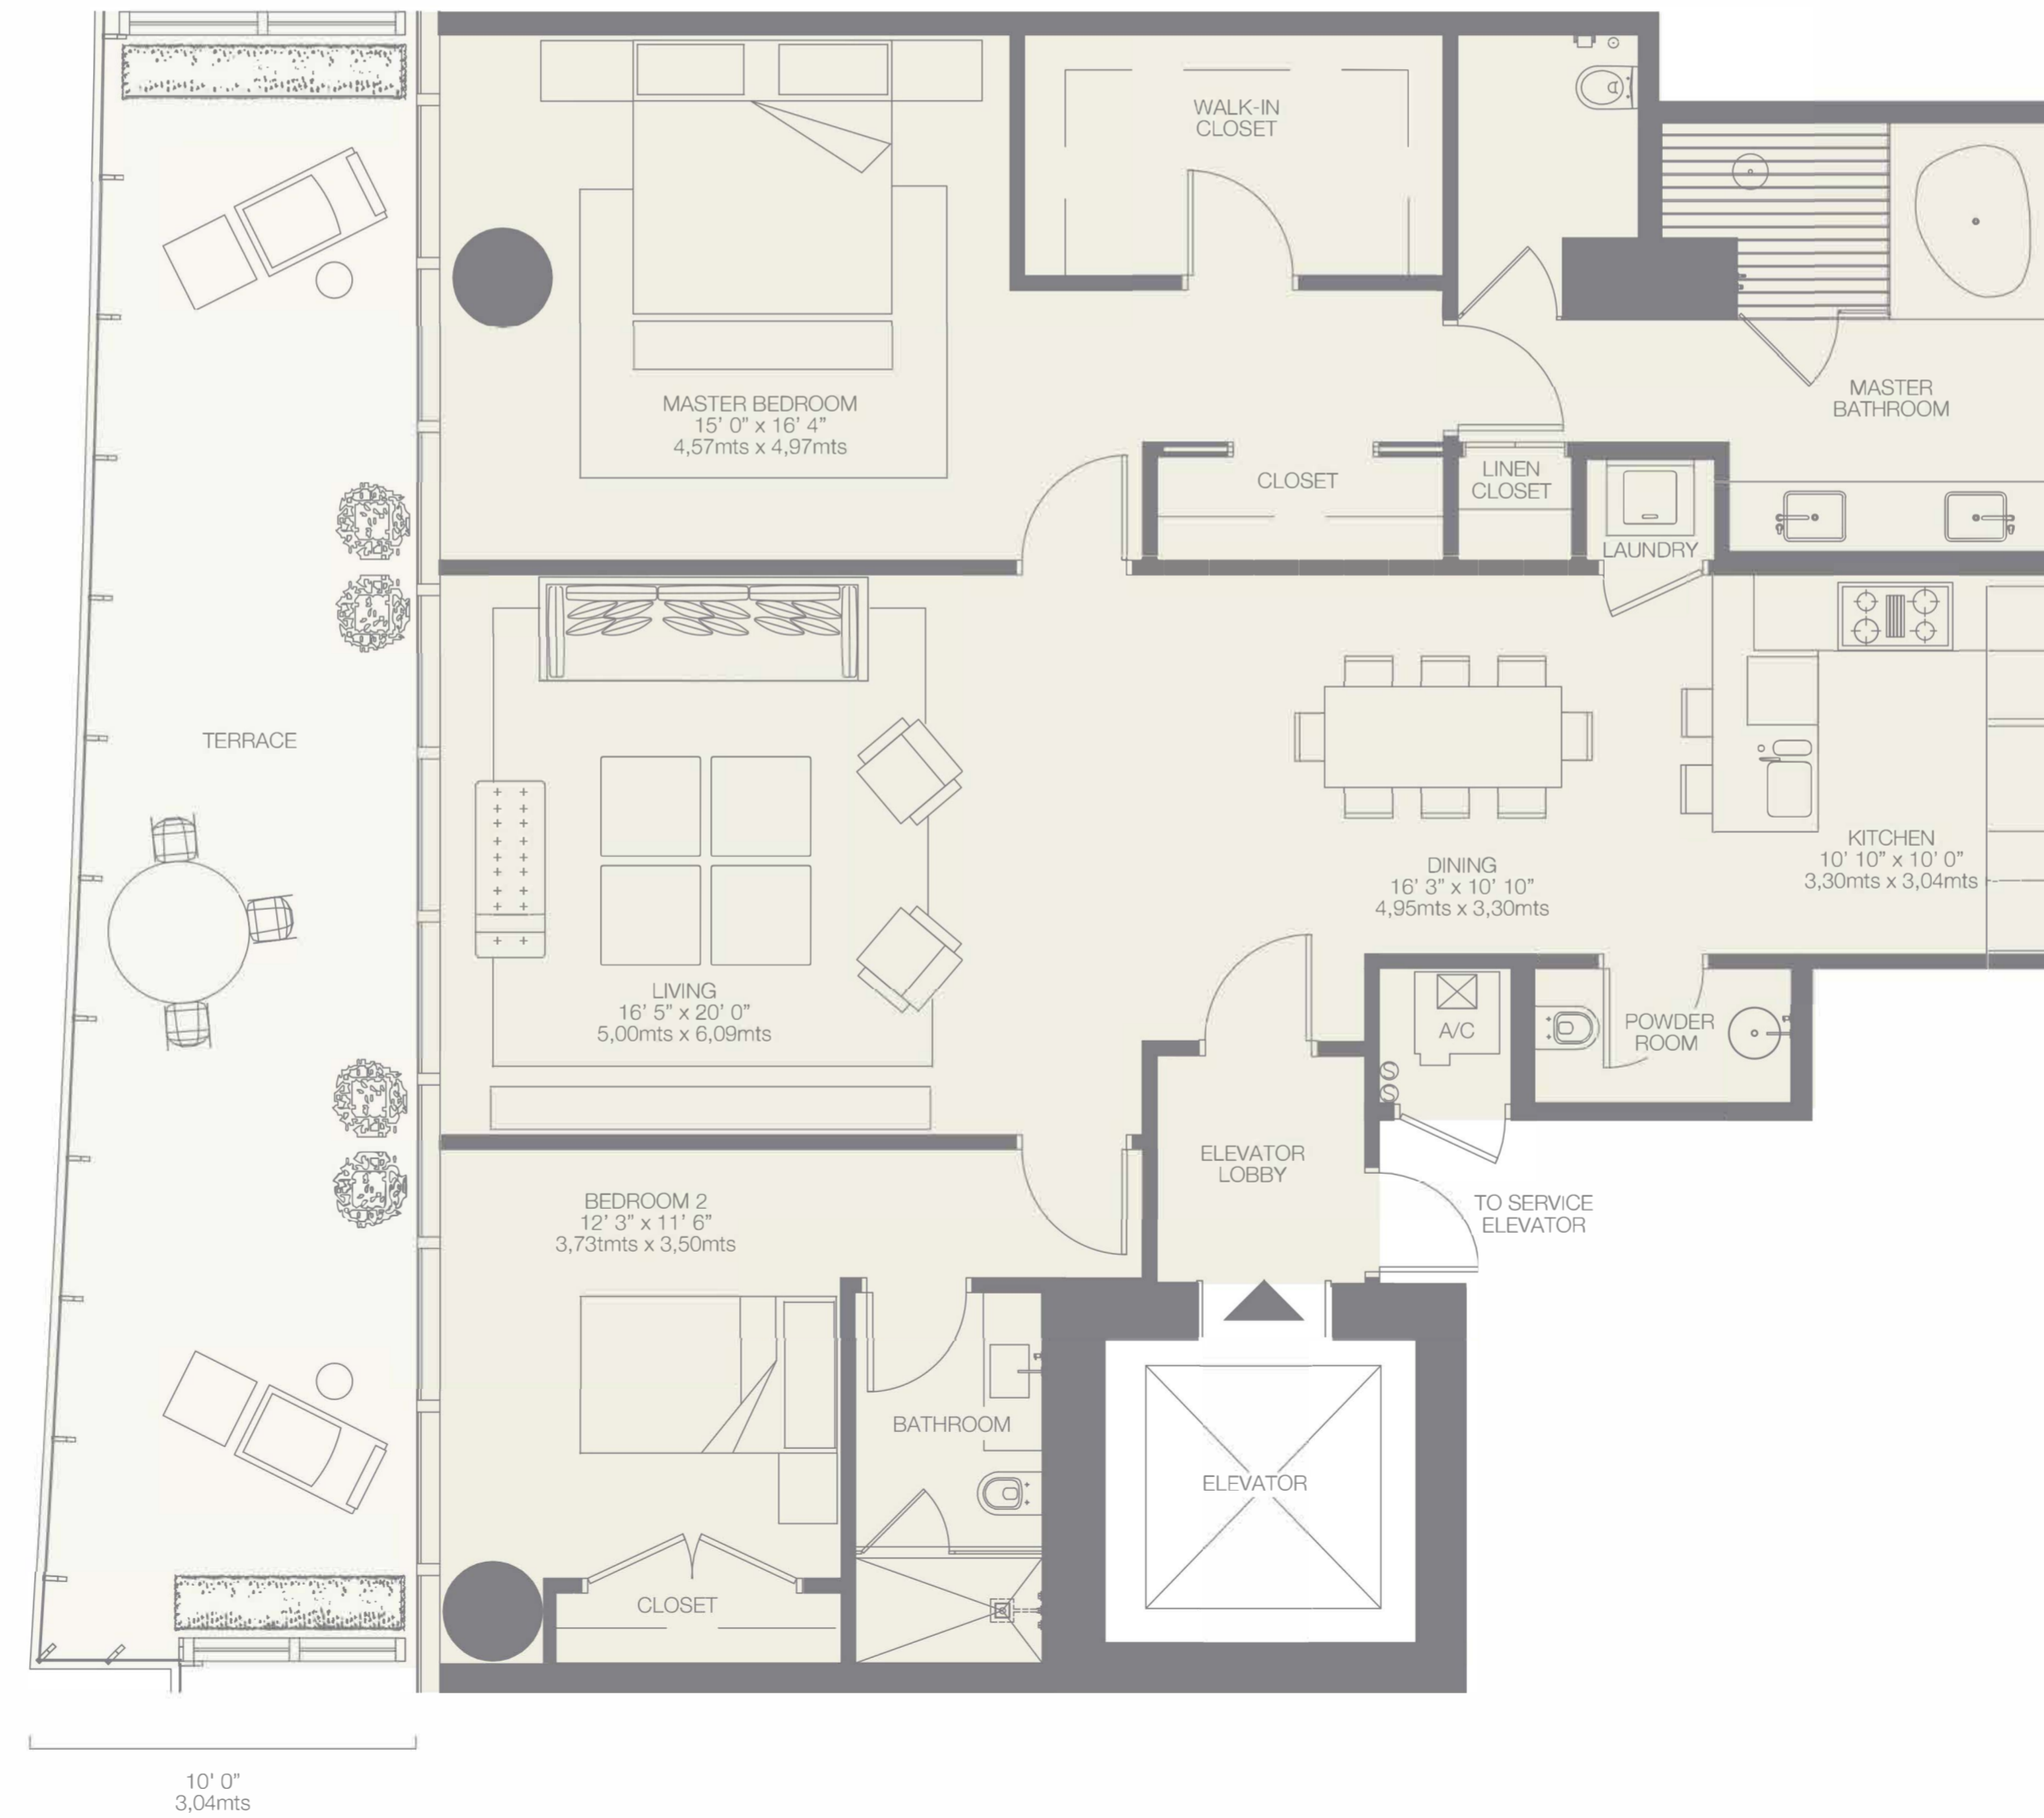 WALK-IN
CLOSET
MASTER BEDROOM
15' 0" x 16' 4"
4,57mts x 4,97mts
MASTER
BATHROOM
CLOSET
LINEN
CLOSET
LAUNDRY
TERRACE
KITCHEN
10' 10" x 10' 0"
3,30mts x 3,04mts
DINING
16' 3" x 10' 10"
4,95mts x 3,30mts
LIVING
16' 5" x 20' 0"
5,00mts x 6,09mts
A/C
S
S
POWDER
ROOM
ELEVATOR
LOBBY
TO SERVICE
ELEVATOR
BEDROOM 2
12' 3" x 11' 6"
3,73tmts x 3,50mts
BATHROOM
ELEVATOR
CLOSET
10' 0"
3,04mts